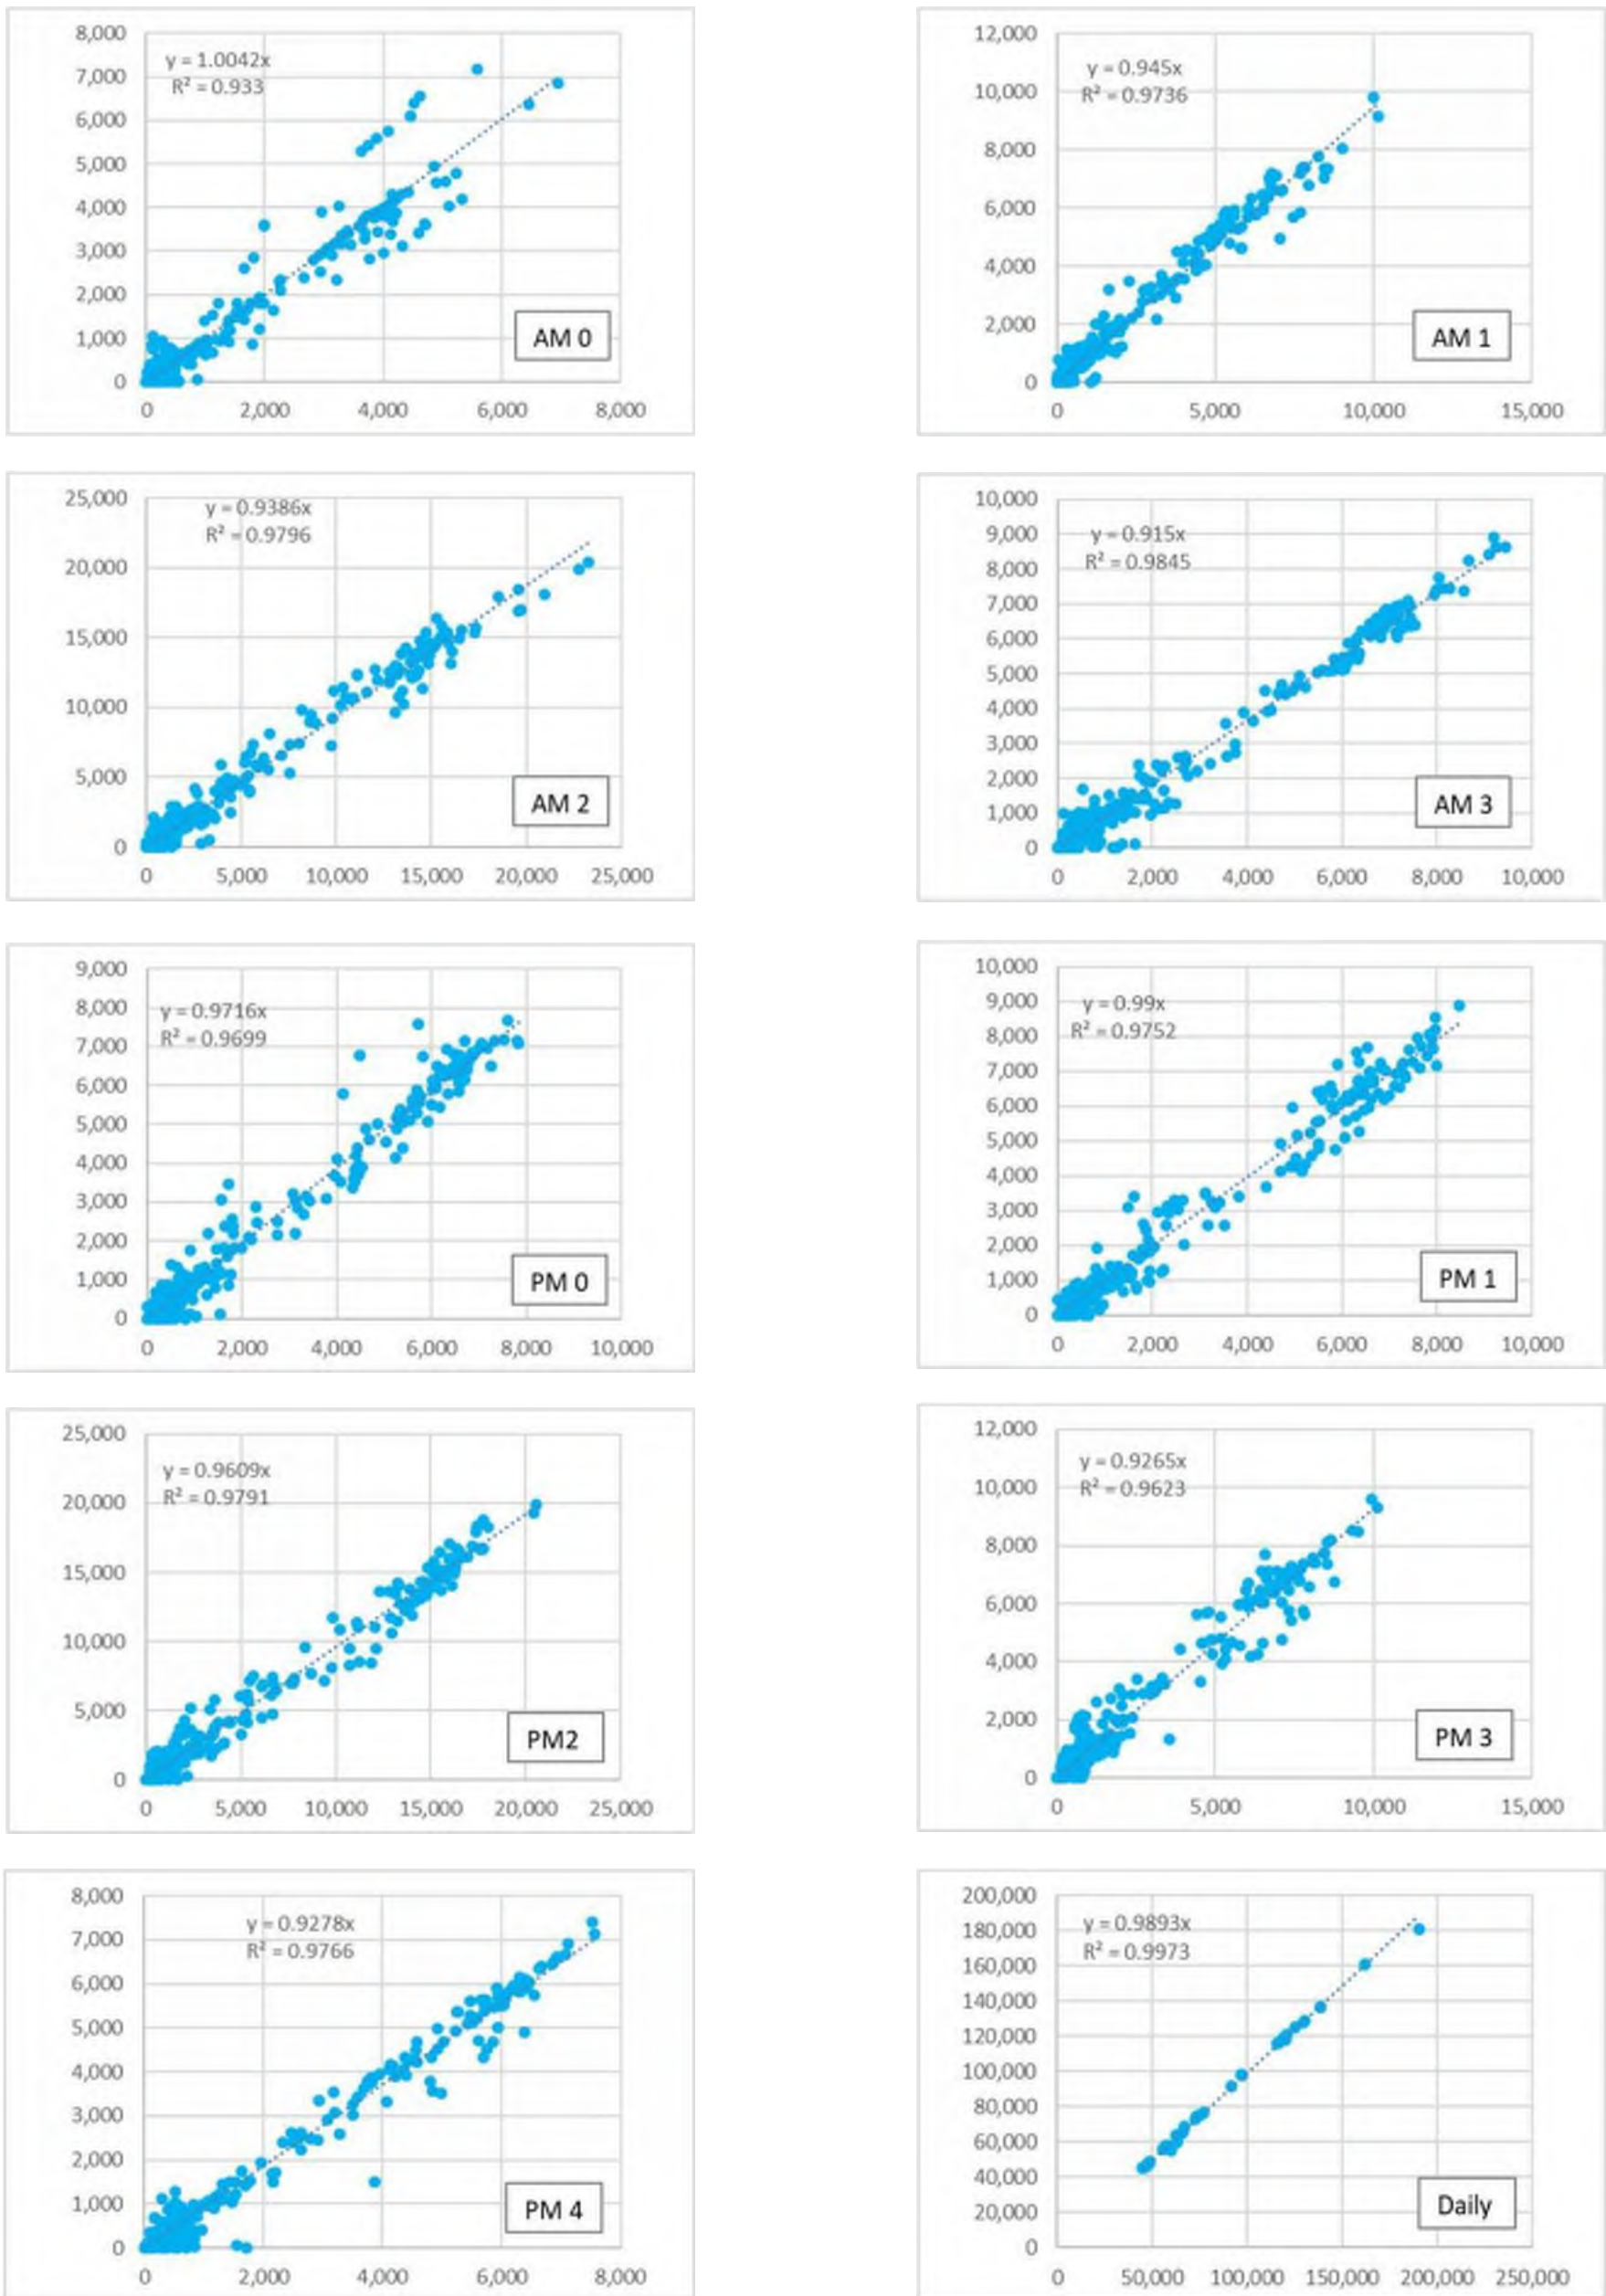 8,000
7,000
6,000
5,000
4,000
3,000
2,000
1,000
0
y = 1.0042x
R² = 0.933
AM 0
0 2,000 4,000 6,000 8,000
12,000
10,000
8,000
6,000
4,000
2,000
0
y = 0.945x
R² = 0.9736
AM 1
0 5,000 10,000 15,000
25,000
20,000
15,000
10,000
5,000
0
y = 0.9386x
R² = 0.9796
AM 2
0 5,000 10,000 15,000 20,000 25,000
10,000
9,000
8,000
7,000
6,000
5,000
4,000
3,000
2,000
1,000
0
y = 0.915x
R² = 0.9845
AM 3
0 2,000 4,000 6,000 8,000 10,000
9,000
8,000
7,000
6,000
5,000
4,000
3,000
2,000
1,000
0
y = 0.9716x
R² = 0.9699
PM 0
0 2,000 4,000 6,000 8,000 10,000
10,000
9,000
8,000
7,000
6,000
5,000
4,000
3,000
2,000
1,000
0
y = 0.99x
R² = 0.9752
PM 1
0 2,000 4,000 6,000 8,000 10,000
25,000
20,000
15,000
10,000
5,000
0
y = 0.9609x
R² = 0.9791
PM2
0 5,000 10,000 15,000 20,000 25,000
12,000
10,000
8,000
6,000
4,000
2,000
0
y = 0.9265x
R² = 0.9623
PM 3
0 5,000 10,000 15,000
8,000
7,000
6,000
5,000
4,000
3,000
2,000
1,000
0
y = 0.9278x
R² = 0.9766
PM 4
0 2,000 4,000 6,000 8,000
200,000
180,000
160,000
140,000
120,000
100,000
80,000
60,000
40,000
20,000
0
y = 0.9893x
R² = 0.9973
Daily
0 50,000 100,000 150,000 200,000 250,000